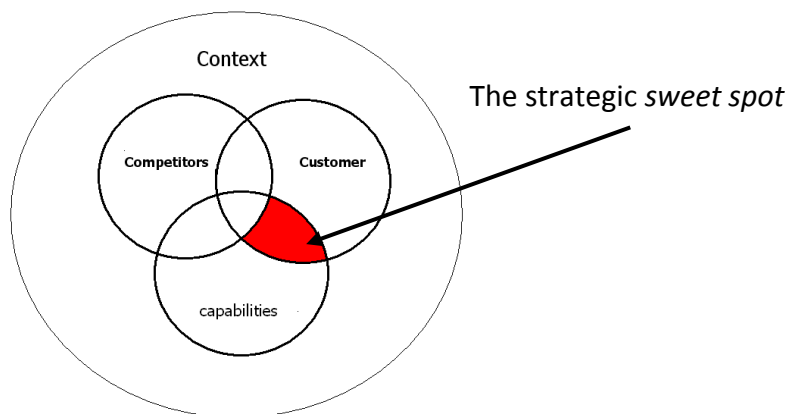 Context
The strategic sweet spot
Competitors
Customer
capabilities